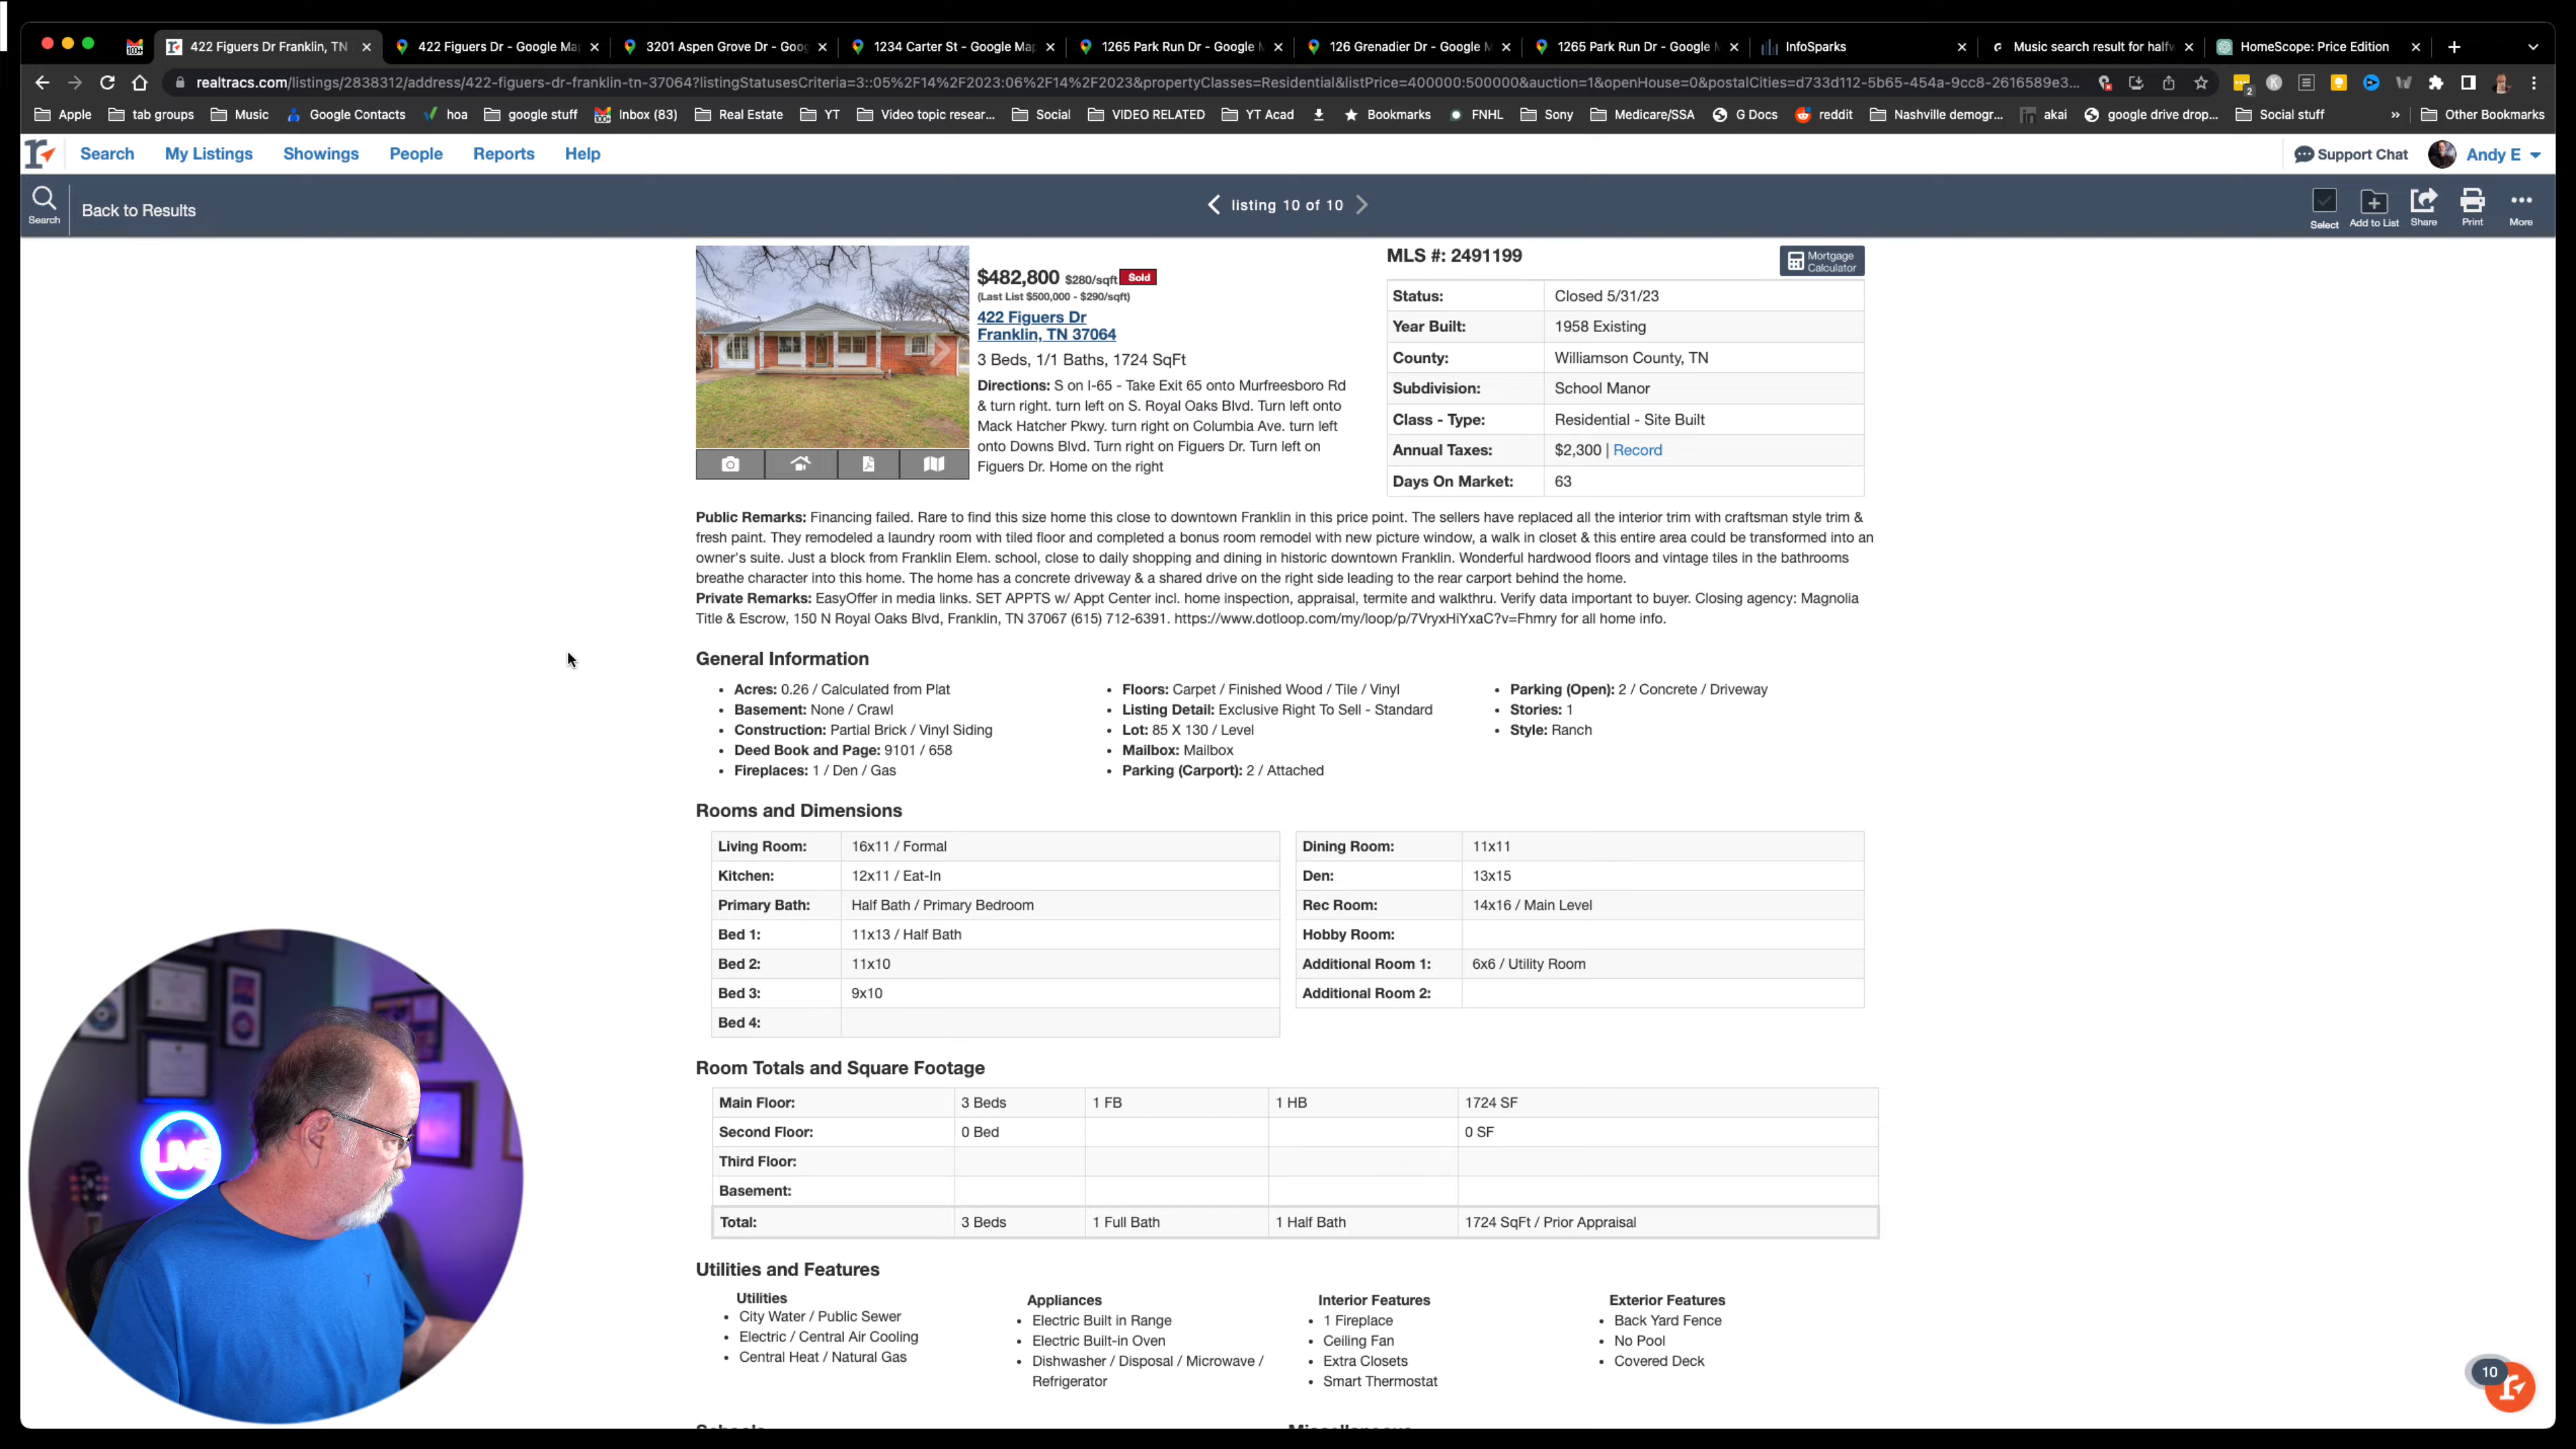 422 Figuers Dr Franklin, TN
422 Figuers Dr - Google Ma
3201 Aspen Grove Dr - Goog
1234 Carter St - Google Map
1265 Park Run Dr - Google M
126 Grenadier Dr - Google M
1265 Park Run Dr - Google M
InfoSparks
Music search result for halfw
HomeScope: Price Edition
realtracs.com/listings/2838312/address/422-figuers-dr-franklin-tn-37064?listingStatusesCriteria=3::05%2F14%2F2023:06%2F14%2F2023&propertyClasses=Residential&listPrice=400000:500000&auction=1&openHouse=0&postalCities=d733d112-5b65-454a-9cc8-2616589e3...
Apple
tab groups
Music
Google Contacts
hoa
google stuff
Inbox (83)
Real Estate
YT
Video topic resear...
Social
VIDEO RELATED
YT Acad
Bookmarks
FNHL
Sony
Medicare/SSA
G Docs
reddit
Nashville demogr...
akai
google drive drop...
Social stuff
»
Other Bookmarks
Search
My Listings
Showings
People
Reports
Help
Support Chat
Andy E
Search
Back to Results
listing 10 of 10
Select
Add to List
Share
Print
More
$482,800 $280/sqft Sold
(Last List $500,000 - $290/sqft)
422 Figuers Dr
Franklin, TN 37064
3 Beds, 1/1 Baths, 1724 SqFt
Directions: S on I-65 - Take Exit 65 onto Murfreesboro Rd
& turn right. turn left on S. Royal Oaks Blvd. Turn left onto
Mack Hatcher Pkwy. turn right on Columbia Ave. turn left
onto Downs Blvd. Turn right on Figuers Dr. Turn left on
Figuers Dr. Home on the right
MLS #: 2491199
Mortgage
Calculator
Status: Closed 5/31/23
Year Built: 1958 Existing
County: Williamson County, TN
Subdivision: School Manor
Class - Type: Residential - Site Built
Annual Taxes: $2,300 | Record
Days On Market: 63
Public Remarks: Financing failed. Rare to find this size home this close to downtown Franklin in this price point. The sellers have replaced all the interior trim with craftsman style trim &
fresh paint. They remodeled a laundry room with tiled floor and completed a bonus room remodel with new picture window, a walk in closet & this entire area could be transformed into an
owner's suite. Just a block from Franklin Elem. school, close to daily shopping and dining in historic downtown Franklin. Wonderful hardwood floors and vintage tiles in the bathrooms
breathe character into this home. The home has a concrete driveway & a shared drive on the right side leading to the rear carport behind the home.
Private Remarks: EasyOffer in media links. SET APPTS w/ Appt Center incl. home inspection, appraisal, termite and walkthru. Verify data important to buyer. Closing agency: Magnolia
Title & Escrow, 150 N Royal Oaks Blvd, Franklin, TN 37067 (615) 712-6391. https://www.dotloop.com/my/loop/p/7VryxHiYxaC?v=Fhmry for all home info.
General Information
• Acres: 0.26 / Calculated from Plat
• Basement: None / Crawl
• Construction: Partial Brick / Vinyl Siding
• Deed Book and Page: 9101 / 658
• Fireplaces: 1 / Den / Gas
• Floors: Carpet / Finished Wood / Tile / Vinyl
• Listing Detail: Exclusive Right To Sell - Standard
• Lot: 85 X 130 / Level
• Mailbox: Mailbox
• Parking (Carport): 2 / Attached
• Parking (Open): 2 / Concrete / Driveway
• Stories: 1
• Style: Ranch
Rooms and Dimensions
Living Room: 16x11 / Formal
Kitchen: 12x11 / Eat-In
Primary Bath: Half Bath / Primary Bedroom
Bed 1: 11x13 / Half Bath
Bed 2: 11x10
Bed 3: 9x10
Bed 4:
Dining Room: 11x11
Den: 13x15
Rec Room: 14x16 / Main Level
Hobby Room:
Additional Room 1: 6x6 / Utility Room
Additional Room 2:
Room Totals and Square Footage
Main Floor: 3 Beds 1 FB 1 HB 1724 SF
Second Floor: 0 Bed 0 SF
Third Floor:
Basement:
Total: 3 Beds 1 Full Bath 1 Half Bath 1724 SqFt / Prior Appraisal
Utilities and Features
Utilities
• City Water / Public Sewer
• Electric / Central Air Cooling
• Central Heat / Natural Gas
Appliances
• Electric Built in Range
• Electric Built-in Oven
• Dishwasher / Disposal / Microwave /
Refrigerator
Interior Features
• 1 Fireplace
• Ceiling Fan
• Extra Closets
• Smart Thermostat
Exterior Features
• Back Yard Fence
• No Pool
• Covered Deck
10
LIVE